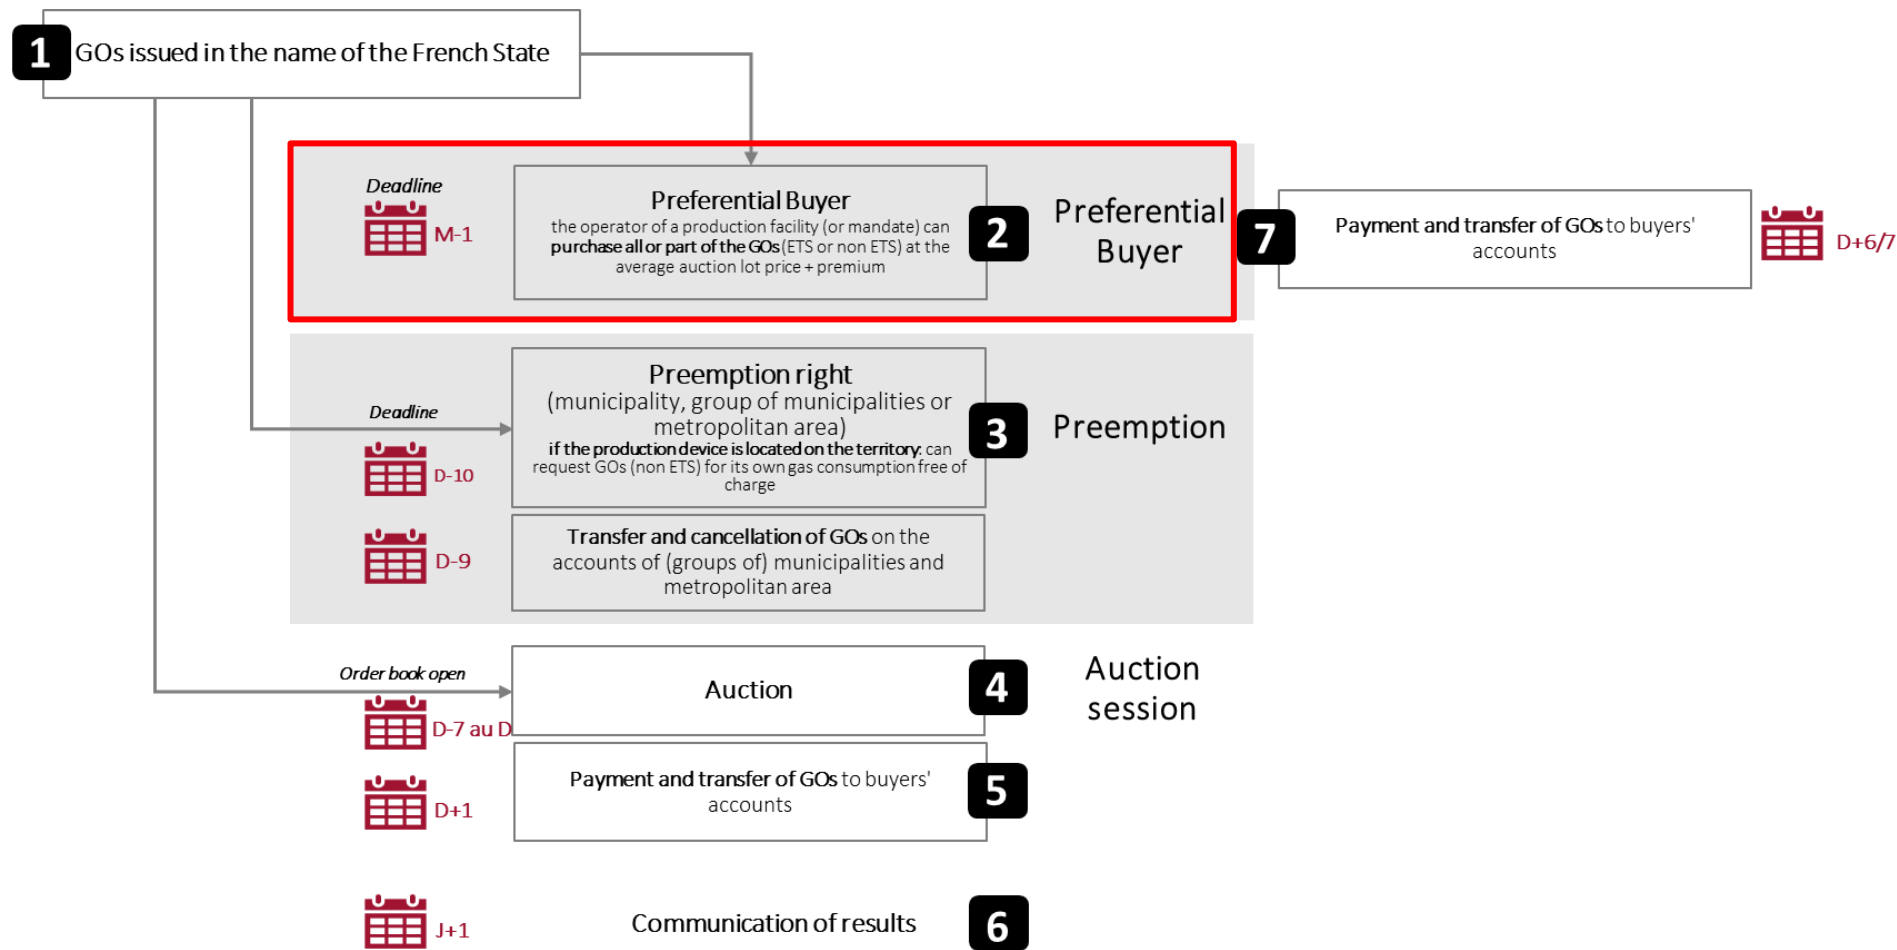 1
GOs issued in the name of the French State
Deadline
M-1
Preferential Buyer
the operator of a production facility (or mandate) can
purchase all or part of the GOs (ETS or non ETS) at the
average auction lot price + premium
2
Preferential
Buyer
7
Payment and transfer of GOs to buyers'
accounts
D+6/7
Deadline
D-10
Preemption right
(municipality, group of municipalities or
metropolitan area)
if the production device is located on the territory: can
request GOs (non ETS) for its own gas consumption free of
charge
3
Preemption
D-9
Transfer and cancellation of GOs on the
accounts of (groups of) municipalities and
metropolitan area
Order book open
D-7 au D
Auction
4
Auction
session
D+1
Payment and transfer of GOs to buyers'
accounts
5
J+1
Communication of results
6